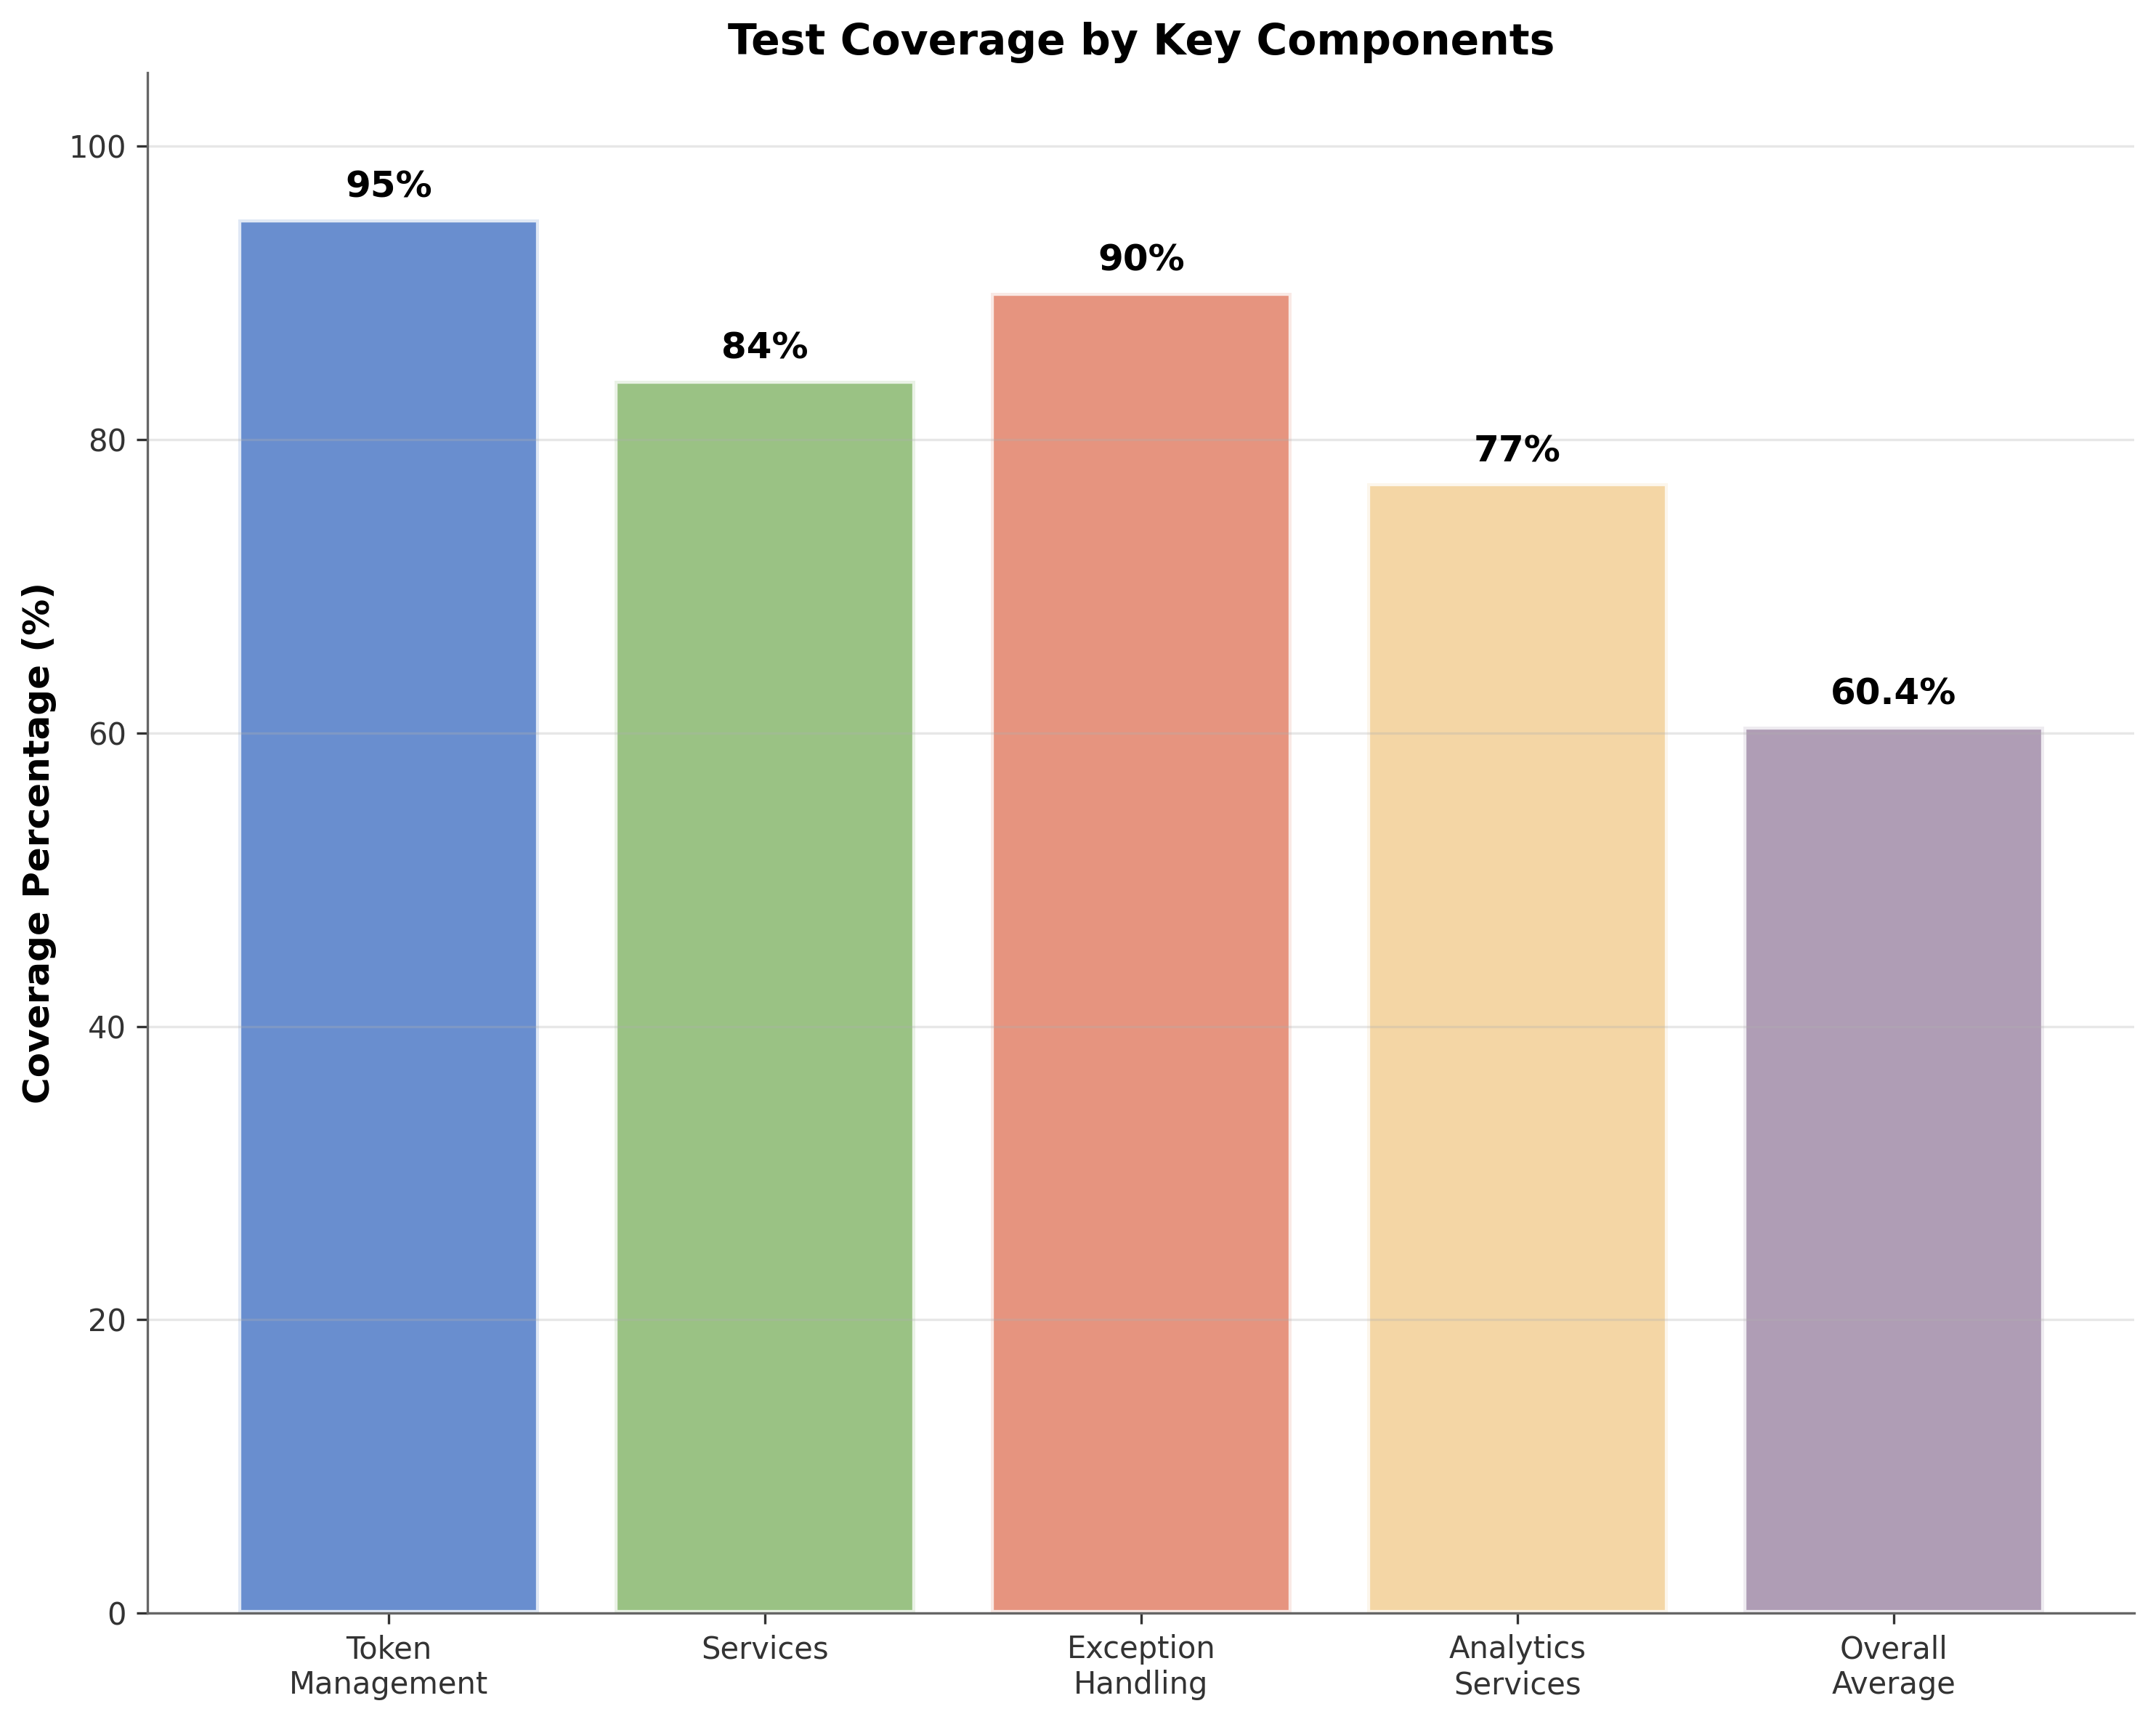 Test Coverage by Key Components
Coverage Percentage (%)
100
80
60
40
20
0
95%
84%
90%
77%
60.4%
Token
Management
Services
Exception
Handling
Analytics
Services
Overall
Average